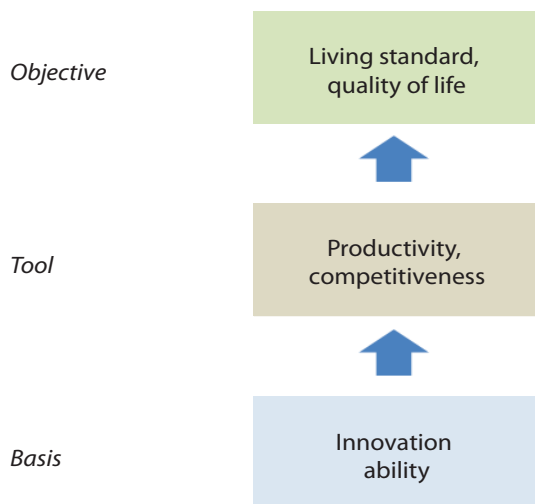 Objective
Living standard,
quality of life
Tool
Productivity,
competitiveness
Basis
Innovation
ability